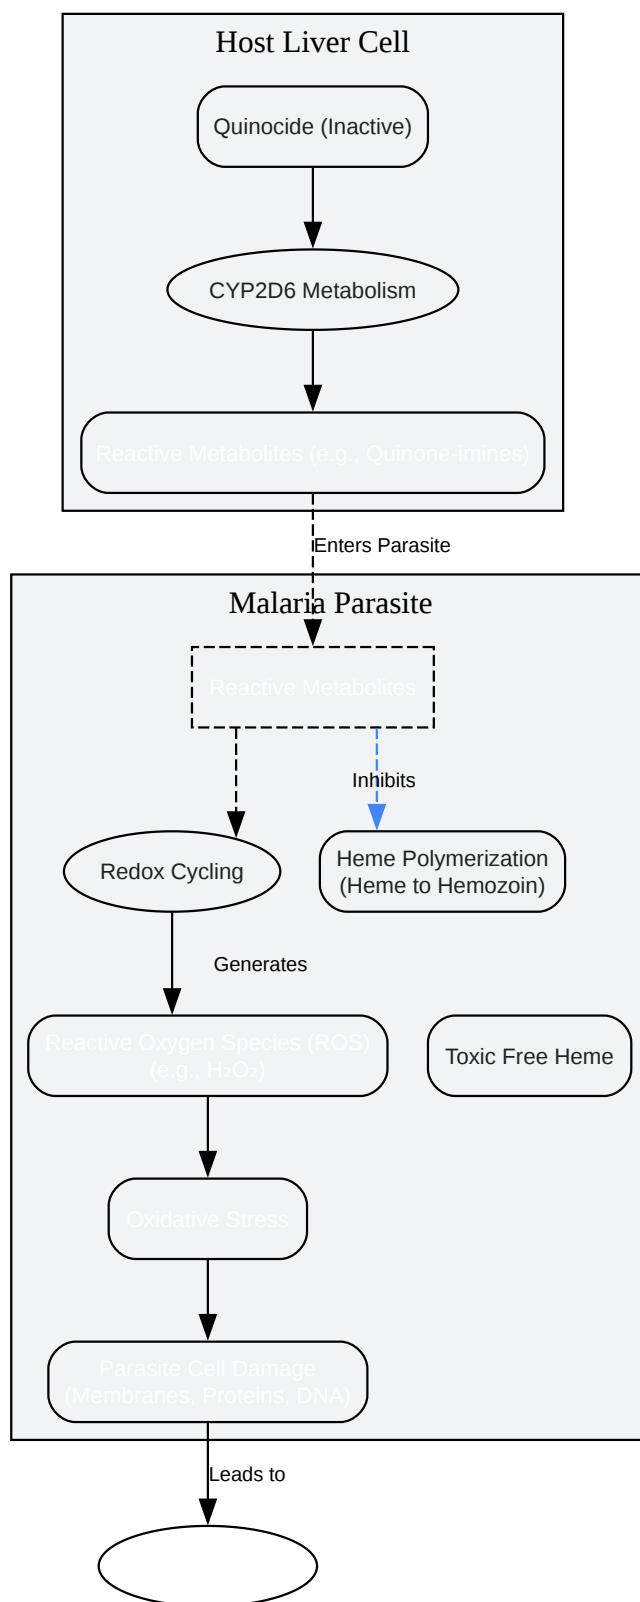 Host Liver Cell
Quinocide (Inactive)
CYP2D6 Metabolism
Reactive Metabolites (e.g., Quinone-imines)
Enters Parasite
Malaria Parasite
Reactive Metabolites
Inhibits
Redox Cycling
Heme Polymerization
(Heme to Hemozoin)
Generates
Reactive Oxygen Species (ROS)
(e.g., H₂O₂)
Toxic Free Heme
Oxidative Stress
Parasite Cell Damage
(Membranes, Proteins, DNA)
Leads to